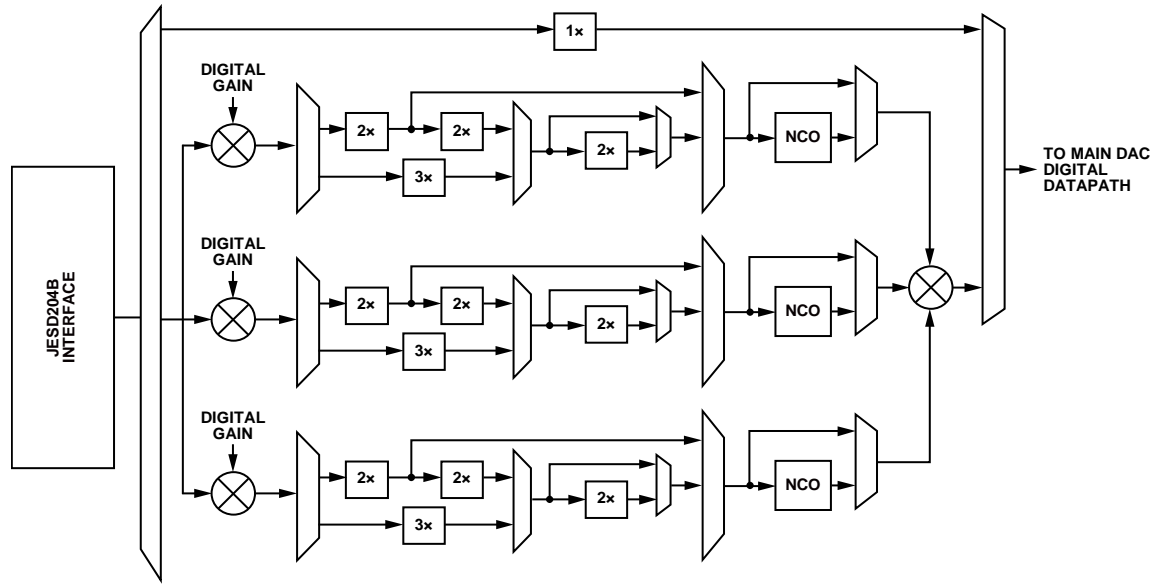 1×
DIGITAL
GAIN
2×
2×
2×
3×
NCO
TO MAIN DAC
DIGITAL
DATAPATH
JESD204B
INTERFACE
DIGITAL
GAIN
2×
2×
2×
3×
NCO
DIGITAL
GAIN
2×
2×
2×
3×
NCO